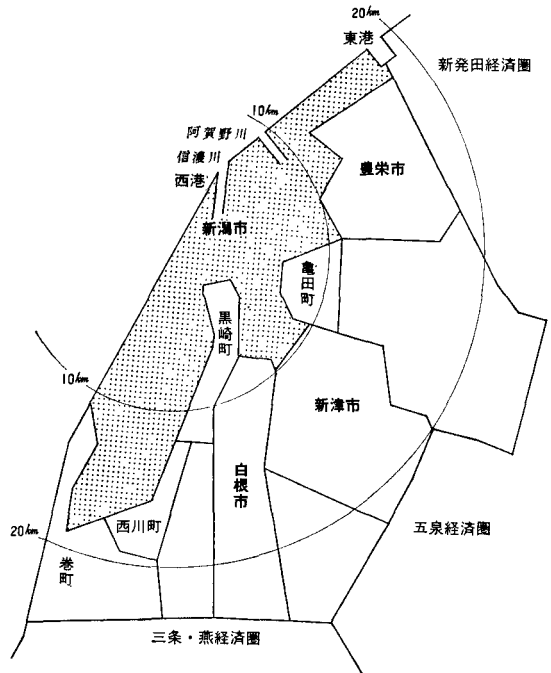 20km
東港
新発田経済圏
10km
阿賀野川
信濃川
西港
豊栄市
新潟市
亀田町
黒崎町
10km
新津市
白根市
20km
西川町
五泉経済圏
巻町
三条・燕経済圏